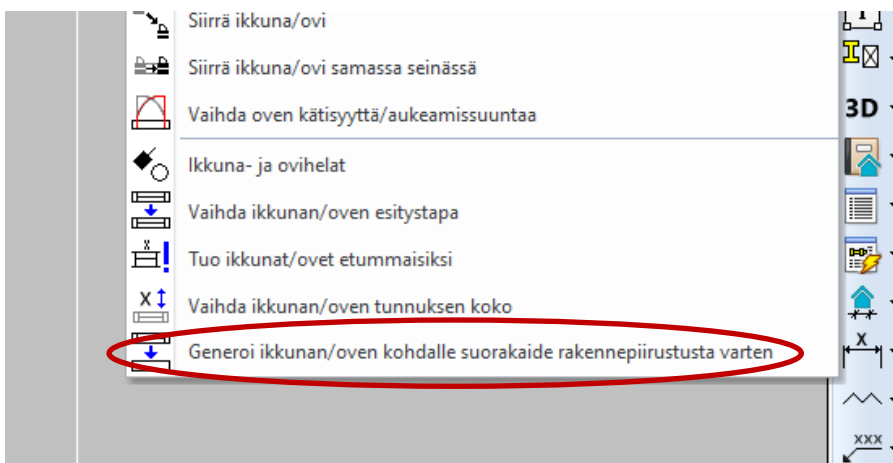 Siirrä ikkuna/ovi
Siirrä ikkuna/ovi samassa seinässä
Vaihda oven kätisyyttä/aukeamissuuntaa
3D
Ikkuna- ja ovihelat
Vaihda ikkunan/oven esitystapa
X
Tuo ikkunat/ovet etummaisiksi
X
Vaihda ikkunan/oven tunnuksen koko
Generoi ikkunan/oven kohdalle suorakaide rakennepiirustusta varten
X
xxx